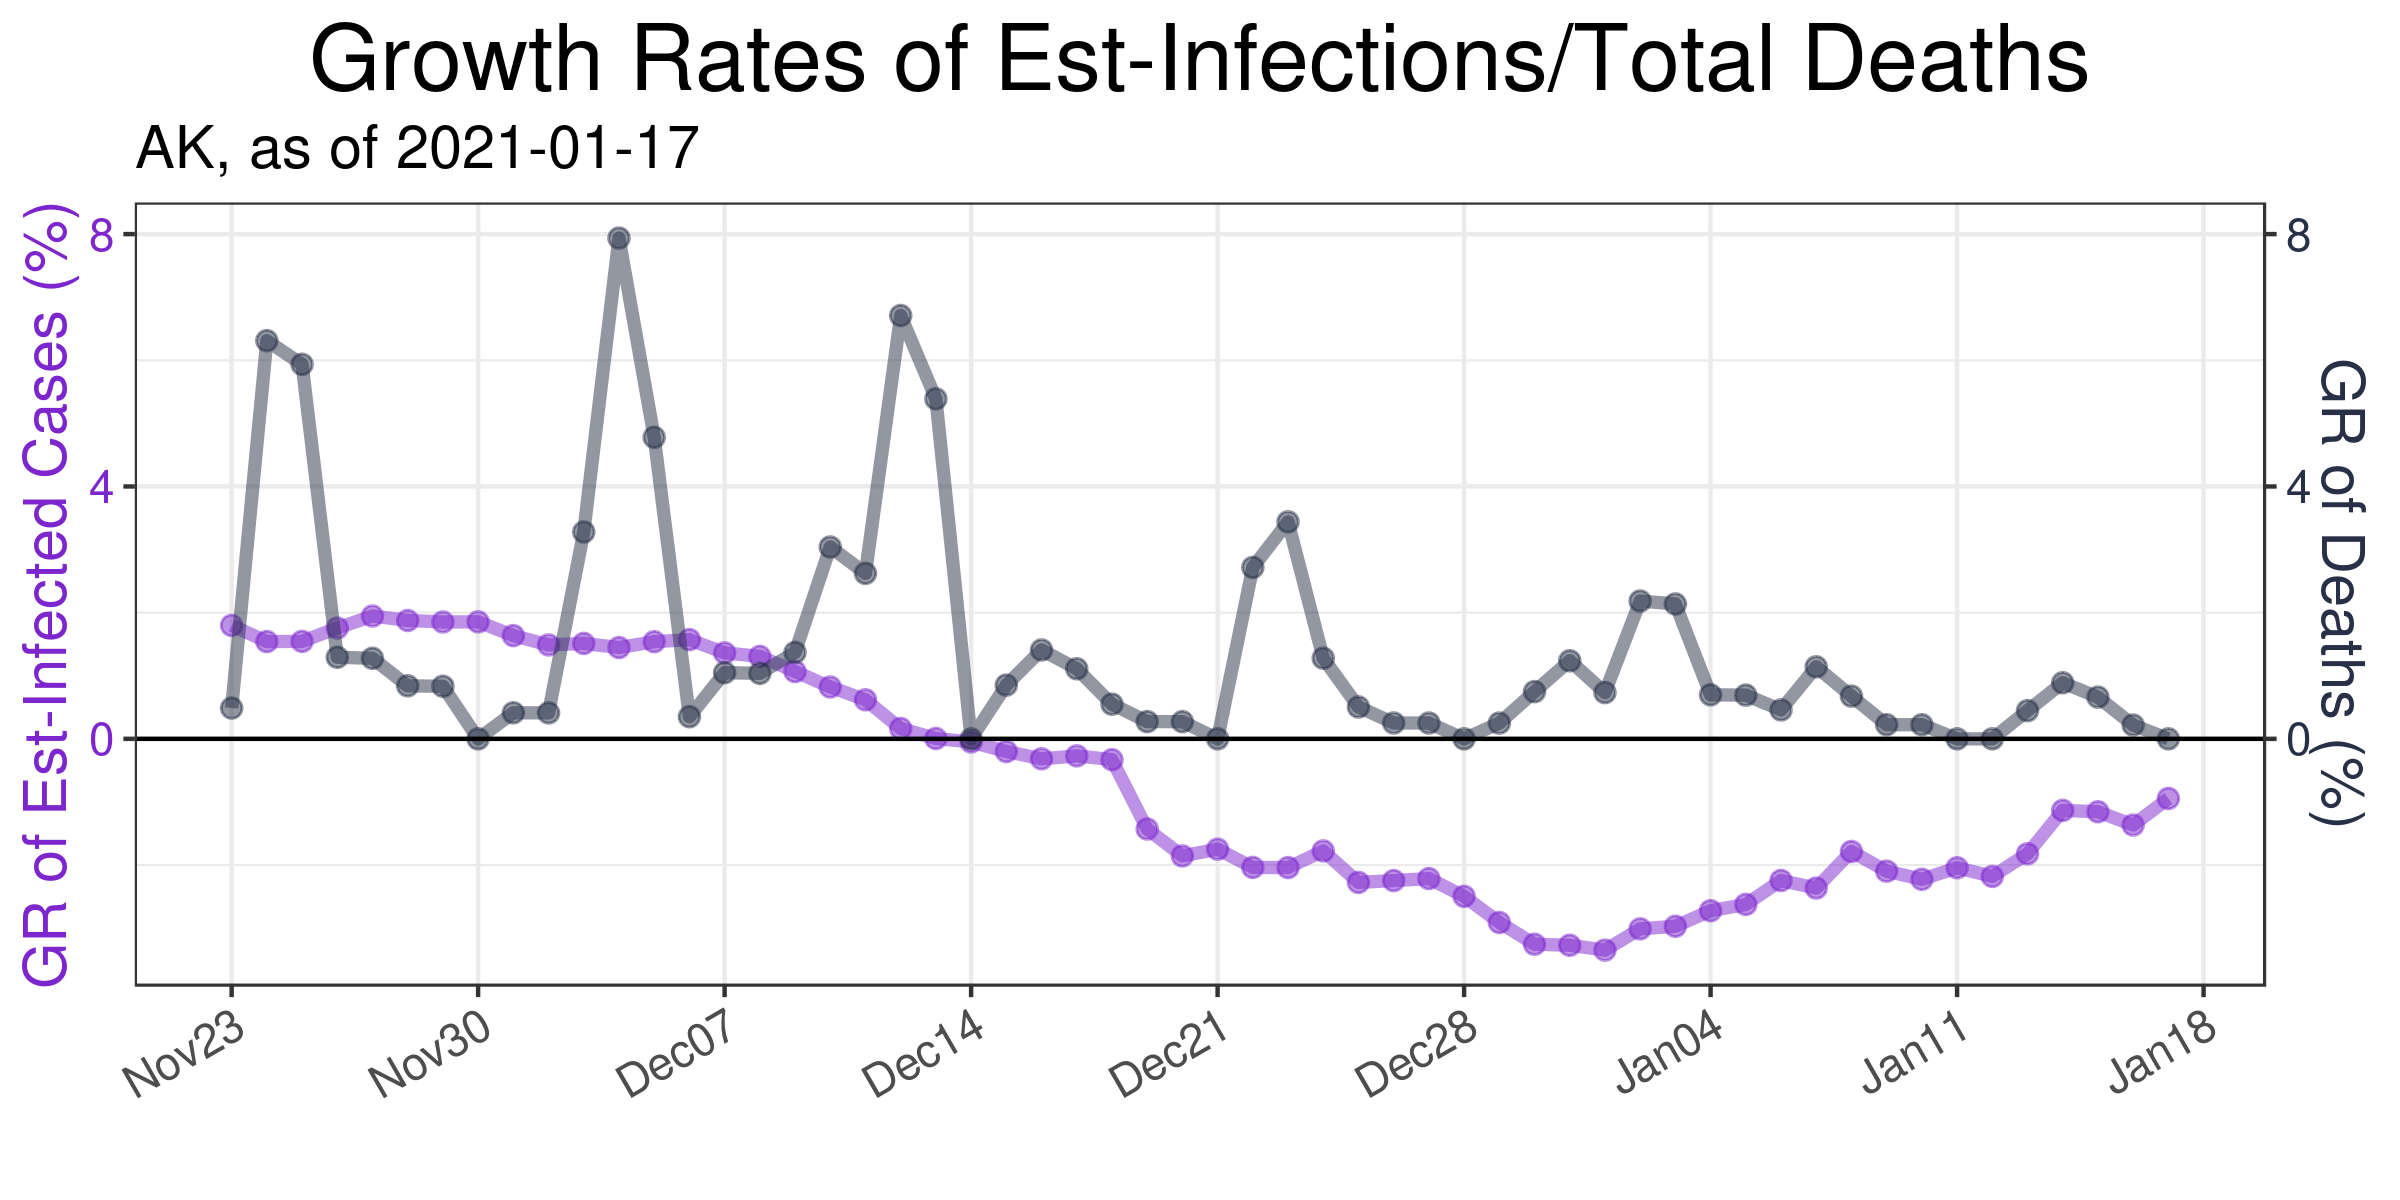 Growth Rates of Est-Infections/Total Deaths
AK, as of 2021-01-17
GR of Est-Infected Cases (%)
8
4
0
8
4
0
GR of Deaths (%)
Nov23
Nov30
Dec07
Dec14
Dec21
Dec28
Jan04
Jan11
Jan18